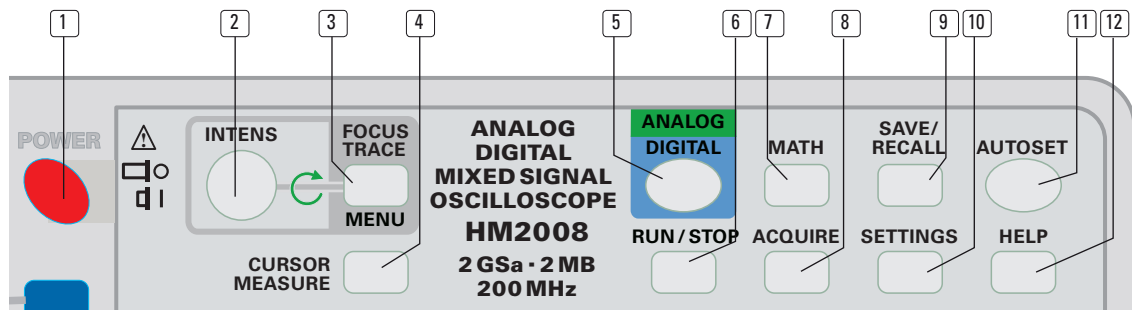 1 2 3 4 5 6 7 8 9 10 11 12
POWER
INTENS
FOCUS
TRACE
MENU
CURSOR
MEASURE
ANALOG
DIGITAL
MIXED SIGNAL
OSCILLOSCOPE
HM2008
2 GSa · 2 MB
200 MHz
ANALOG
DIGITAL
RUN / STOP
MATH
ACQUIRE
SAVE/
RECALL
SETTINGS
AUTOSET
HELP